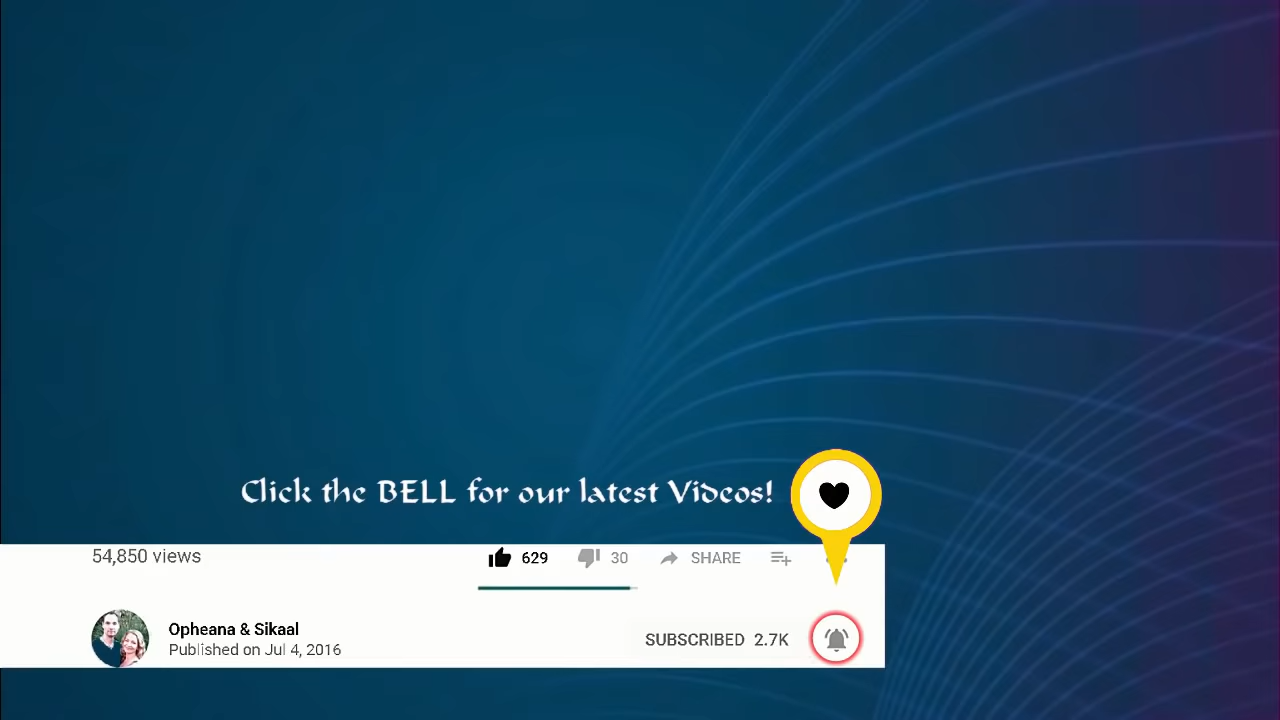 Click the BELL for our latest Videos!
54,850 views 629 30 SHARE
Opheana & Sikaal
Published on Jul 4, 2016
SUBSCRIBED 2.7K